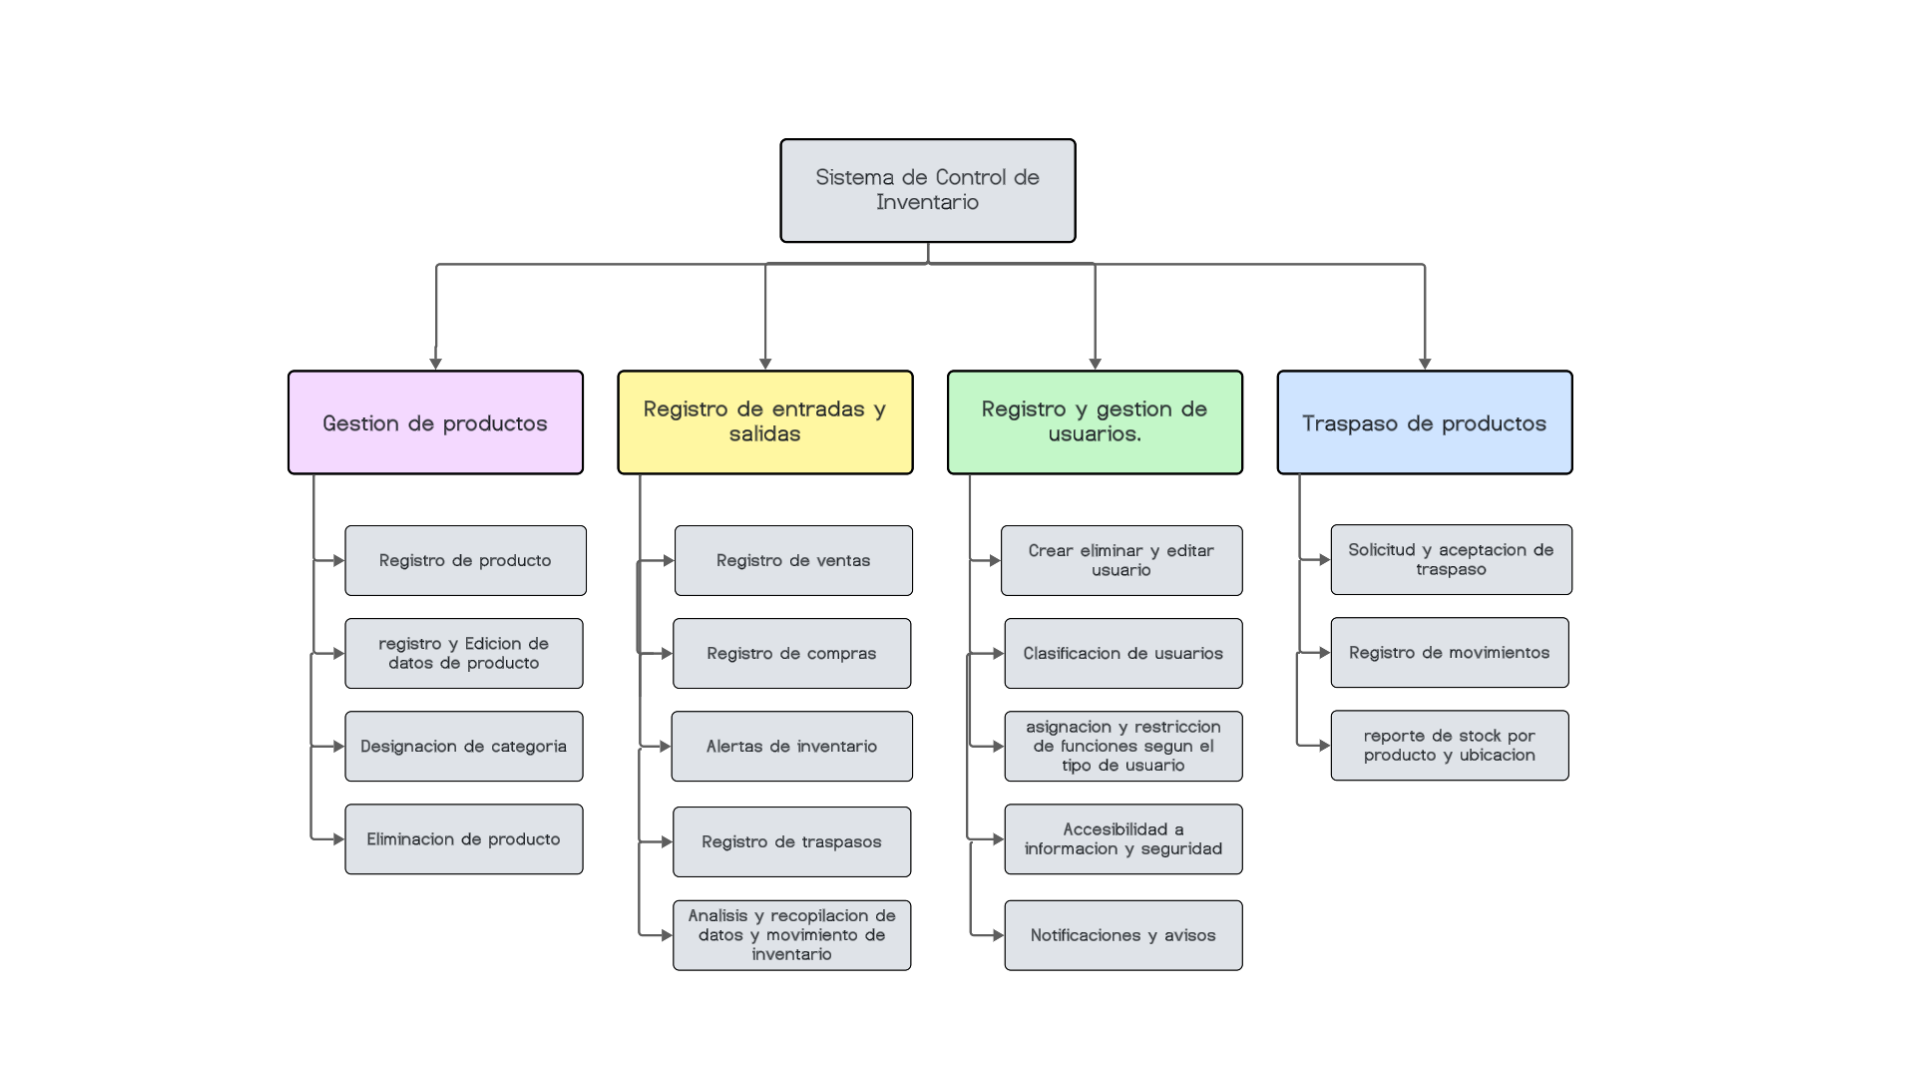 Sistema de Control de
Inventario
Gestion de productos
Registro de entradas y
salidas
Registro y gestion de
usuarios.
Traspaso de productos
Registro de producto
registro y Edicion de
datos de producto
Designacion de categoria
Eliminacion de producto
Registro de ventas
Registro de compras
Alertas de inventario
Registro de traspasos
Analisis y recopilacion de
datos y movimiento de
inventario
Crear eliminar y editar
usuario
Clasificacion de usuarios
asignacion y restriccion
de funciones segun el
tipo de usuario
Accesibilidad a
informacion y seguridad
Notificaciones y avisos
Solicitud y aceptacion de
traspaso
Registro de movimientos
reporte de stock por
producto y ubicacion